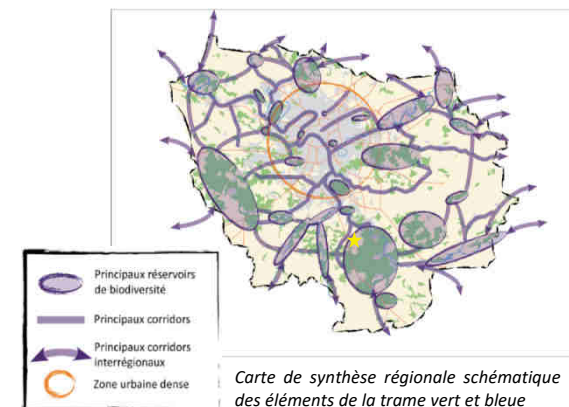 Principaux réservoirs
de biodiversité
Principaux corridors
Principaux corridors
interrégionaux
Zone urbaine dense
Carte de synthèse régionale schématique
des éléments de la trame vert et bleue